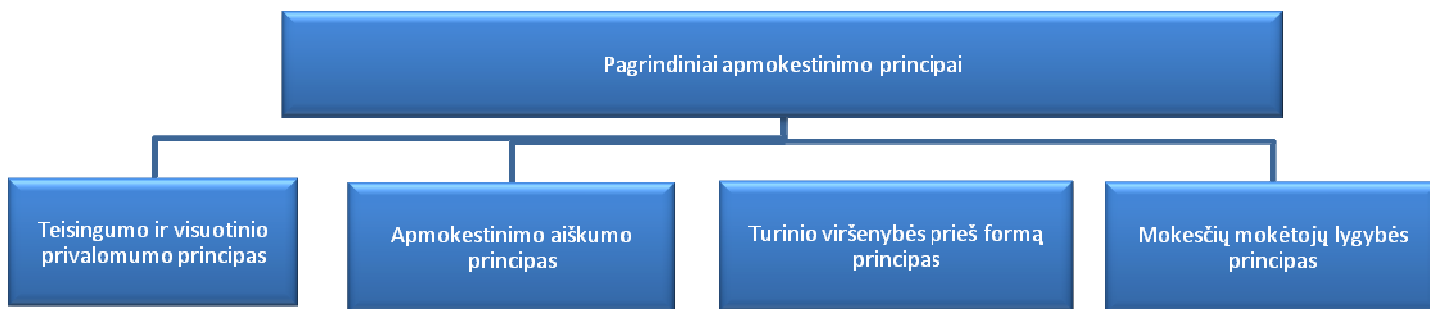 Pagrindiniai apmokestinimo principai
Teisingumo ir visuotinio
privalomumo principas
Apmokestinimo aiškumo
principas
Turinio viršenybės prieš formą
principas
Mokesčių mokėtojų lygybės
principas